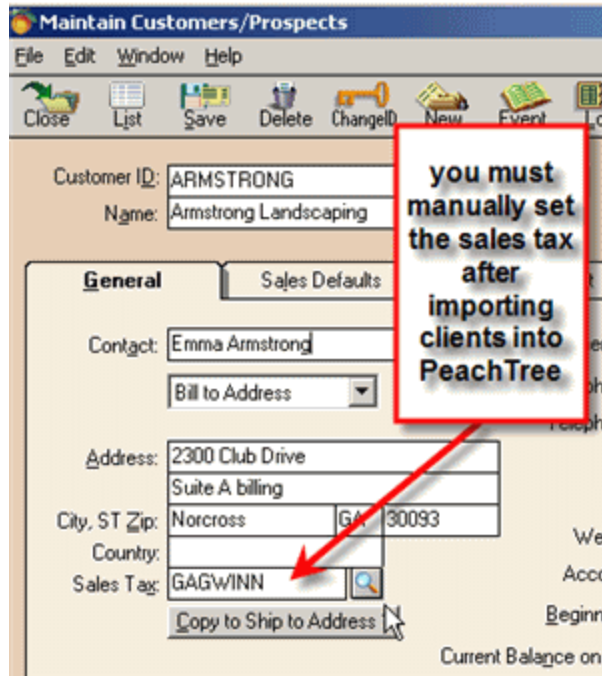 Maintain Customers/Prospects
File Edit Window Help
Close List Save Delete ChangeID New Event
Customer ID: ARMSTRONG
Name: Armstrong Landscaping
you must
manually set
the sales tax
after
importing
clients into
PeachTree
General Sales Defaults
Contact: Emma Armstrong
Bill to Address
Address: 2300 Club Drive
Suite A billing
City, ST Zip: Norcross GA 30093
Country:
Sales Tax: GAGWINN
Copy to Ship to Address
Current Balance on